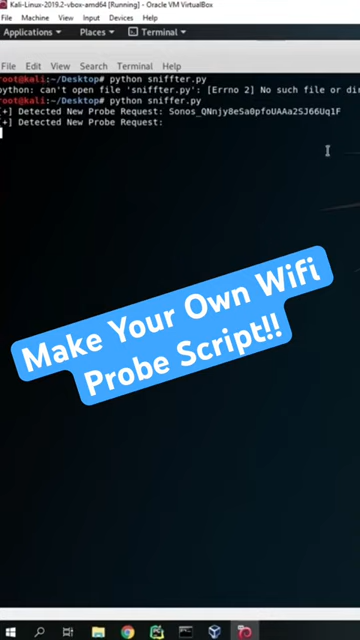 Kali-Linux-2019.2-vbox-amd64 [Running] - Oracle VM VirtualBox
File Machine View Input Devices Help
Applications Places Terminal
File Edit View Search Terminal Help
root@kali:~/Desktop# python sniffter.py
python: can't open file 'sniffter.py': [Errno 2] No such file or dir
root@kali:~/Desktop# python sniffer.py
[+] Detected New Probe Request: Sonos_QNnjy8eSa0pfoUAAa2SJ66Uq1F
[+] Detected New Probe Request:
Make Your Own Wifi
Probe Script!!